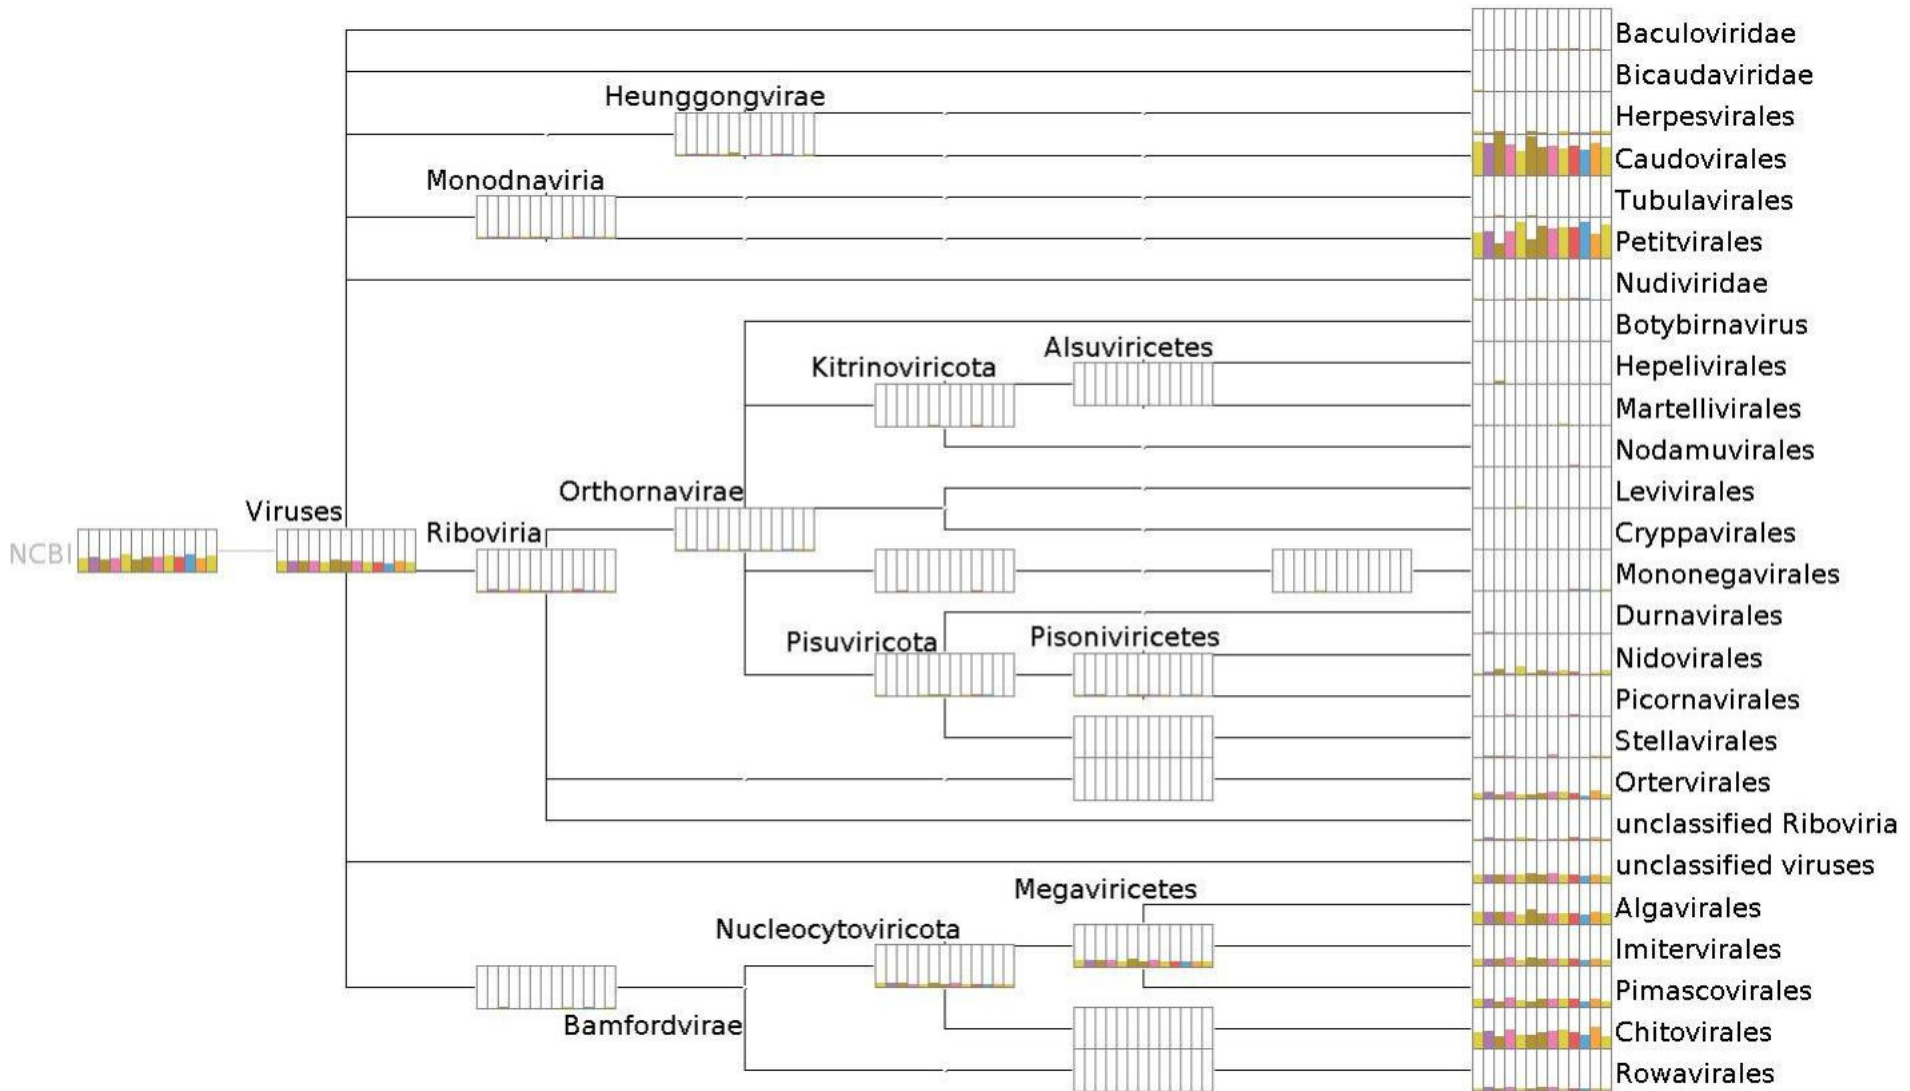 Baculoviridae
Bicaudaviridae
Heunggongvirae
Herpesvirales
Caudovirales
Monodnaviria
Tubulavirales
Petitvirales
Nudiviridae
Botybirnavirus
Alsuviricetes
Kitrinoviricota
Hepelivirales
Martellivirales
Nodamuvirales
Orthornavirae
Levivirales
Viruses
Riboviria
Cryppavirales
NCBI
Mononegavirales
Durnavirales
Pisuviricota
Pisoniviricetes
Nidovirales
Picornavirales
Stellavirales
Ortervirales
unclassified Riboviria
unclassified viruses
Megaviricetes
Algavirales
Nucleocytoviricota
Imitervirales
Pimascovirales
Bamfordvirae
Chitovirales
Rowavirales